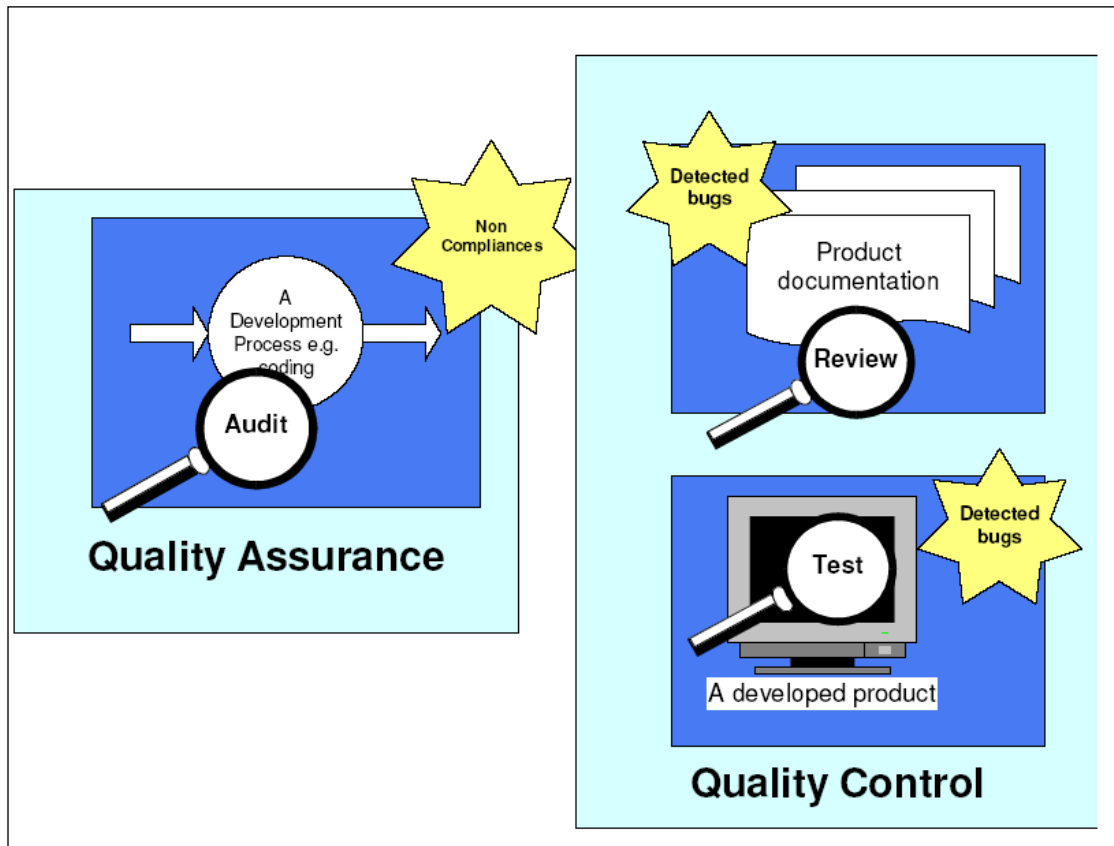 Non
Compliances
A
Development
Process e.g.
coding
Audit
Quality Assurance
Detected
bugs
Product
documentation
Review
Detected
bugs
Test
A developed product
Quality Control